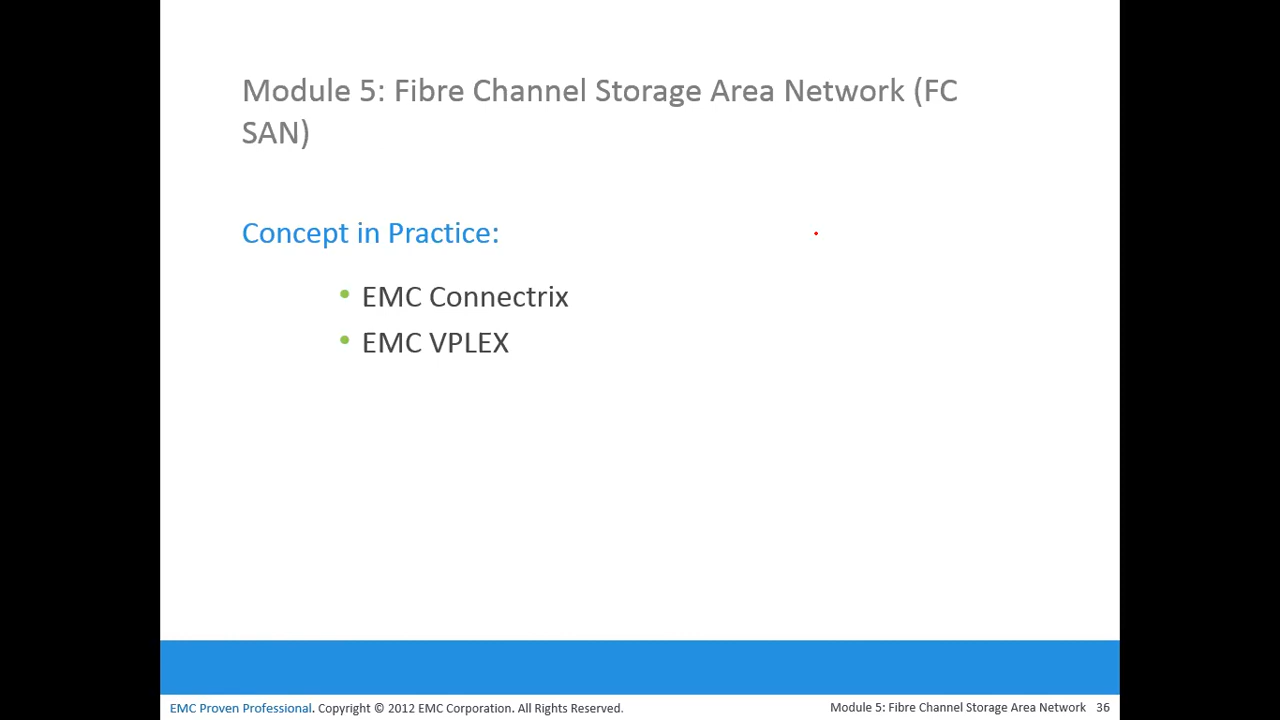 Module 5: Fibre Channel Storage Area Network (FC
SAN)
Concept in Practice:
• EMC Connectrix
• EMC VPLEX
EMC Proven Professional. Copyright © 2012 EMC Corporation. All Rights Reserved.
Module 5: Fibre Channel Storage Area Network 36